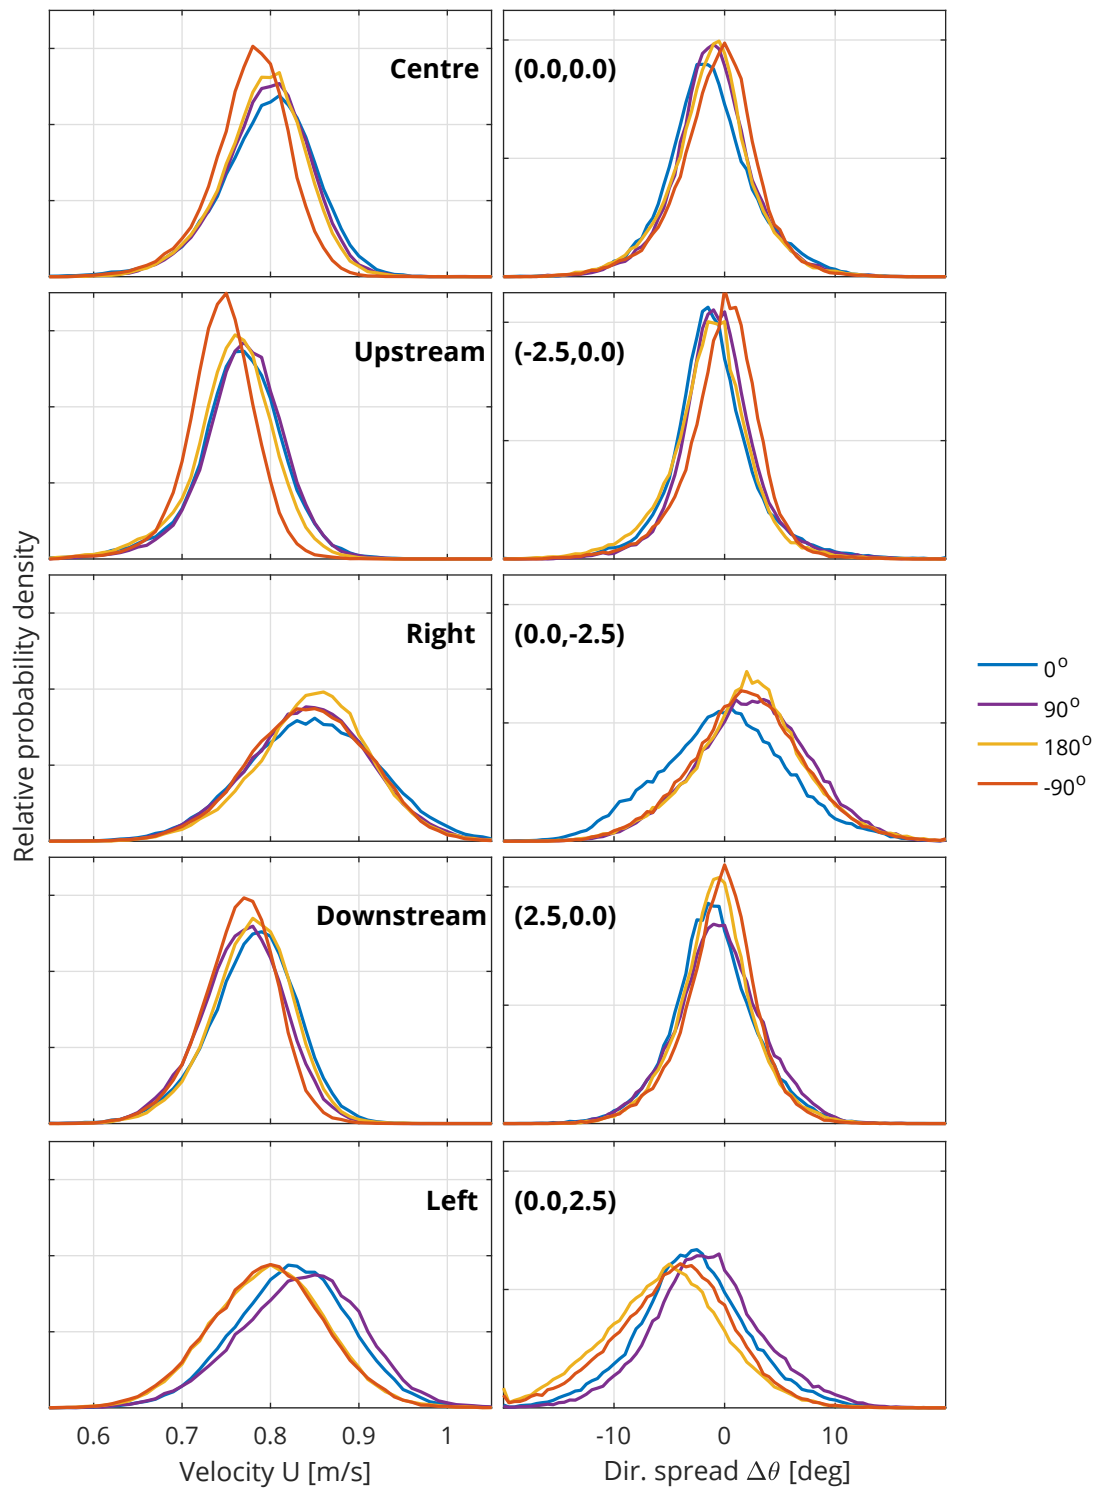 Centre
(0.0,0.0)
Upstream
(-2.5,0.0)
Right
(0.0,-2.5)
Downstream
(2.5,0.0)
Left
(0.0,2.5)
Relative probability density
0°
90°
180°
-90°
0.6 0.7 0.8 0.9 1
-10 0 10
Velocity U [m/s]
Dir. spread Δθ [deg]